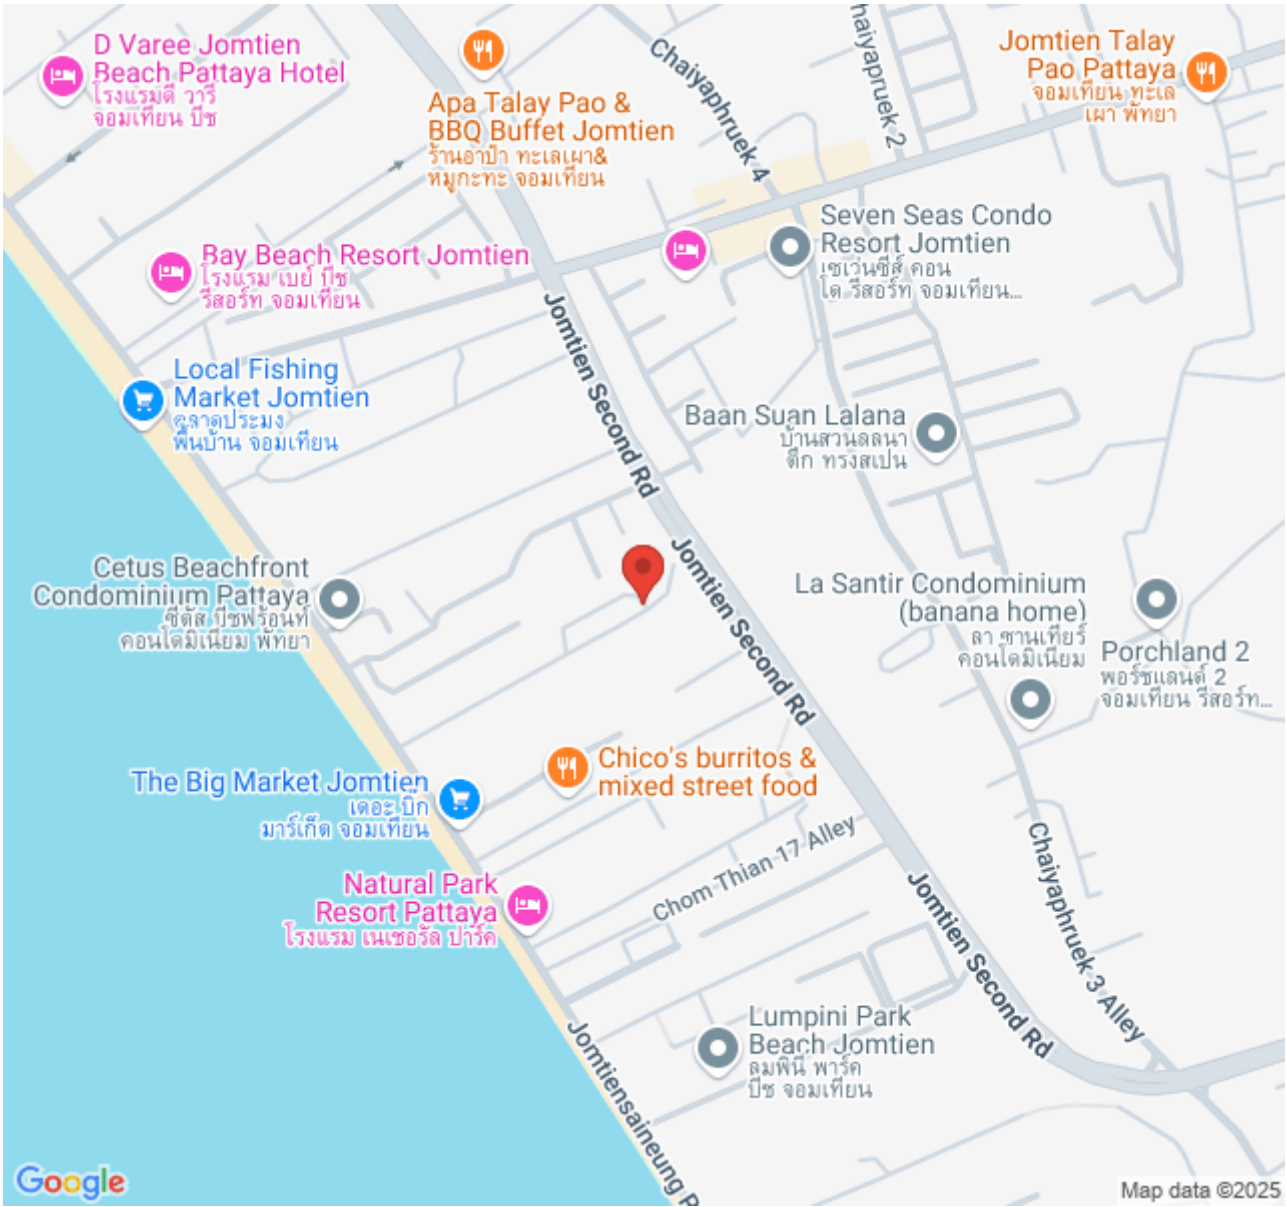 D Varee Jomtien
Beach Pattaya Hotel
โรงแรมดี วารี
จอมเทียน บีช
Apa Talay Pao &
BBQ Buffet Jomtien
ร้านอาป๋า ทะเลเผา&
หมูกะทะ จอมเทียน
Chaiyaphruek 4
haiyapruek 2
Jomtien Talay
Pao Pattaya
จอมเทียน ทะเล
เผา พัทยา
Bay Beach Resort Jomtien
โรงแรม เบย์ บีช
รีสอร์ท จอมเทียน
Seven Seas Condo
Resort Jomtien
เซเว่นซีส์ คอน
โด รีสอร์ท จอมเทียน...
Jomtien Second Rd
Local Fishing
Market Jomtien
ตลาดประมง
พื้นบ้าน จอมเทียน
Baan Suan Lalana
บ้านสวนลลนา
ตึก ทรงสเปน
Jomtien Second Rd
Cetus Beachfront
Condominium Pattaya
ซีตัส บีชฟร้อนท์
คอนโดมิเนียม พัทยา
La Santir Condominium
(banana home)
ลา ซานเทียร์
คอนโดมิเนียม
Porchland 2
พอร์ชแลนด์ 2
จอมเทียน รีสอร์ท...
The Big Market Jomtien
เดอะ บิ๊ก
มาร์เก็ต จอมเทียน
Chico's burritos &
mixed street food
Chom Thian 17 Alley
Natural Park
Resort Pattaya
โรงแรม เนเชอรัล ปาร์ค
Jomtien Second Rd
Chaiyaphruek 3 Alley
Lumpini Park
Beach Jomtien
ลุมพินี พาร์ค
บีช จอมเทียน
Jomtiensaineung R
Google
Map data ©2025